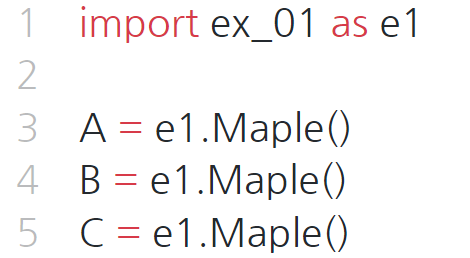 1 import ex_01 as e1
2
3 A = e1.Maple()
4 B = e1.Maple()
5 C = e1.Maple()